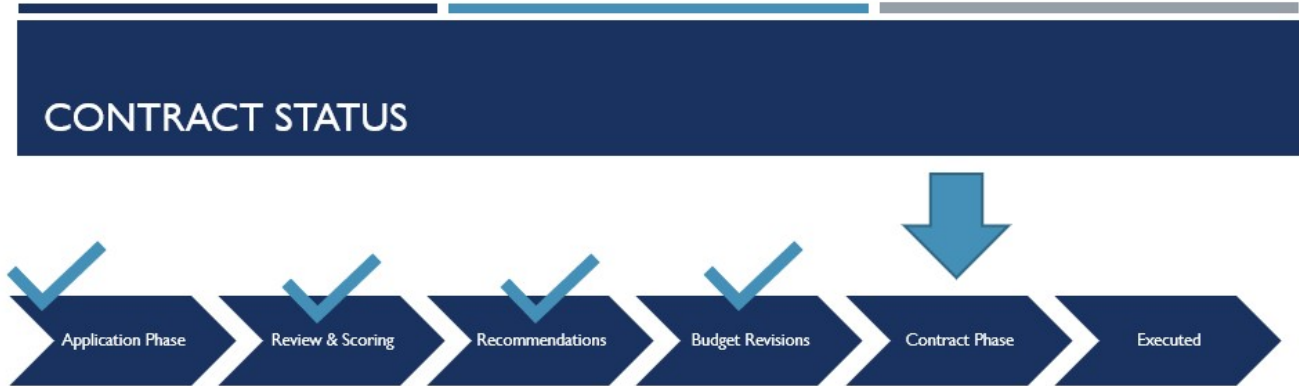 CONTRACT STATUS
Application Phase
Review & Scoring
Recommendations
Budget Revisions
Contract Phase
Executed